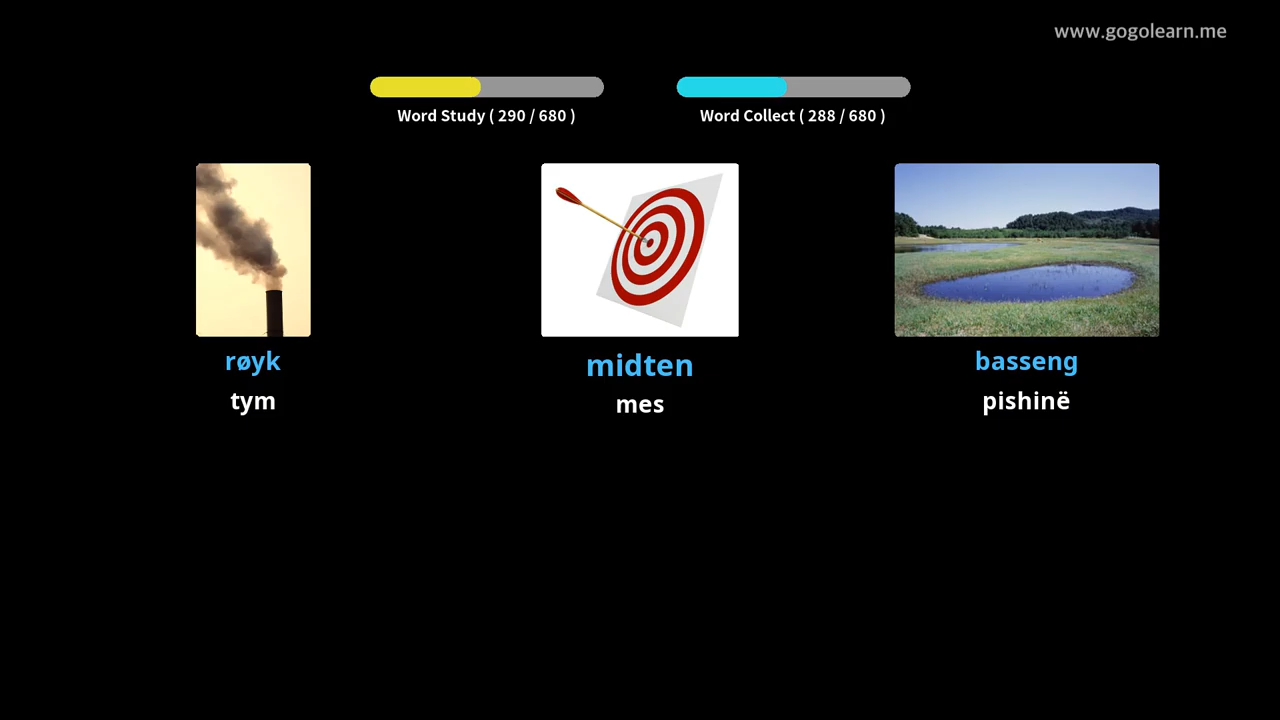 www.gogolearn.me
Word Study ( 290 / 680 )
Word Collect ( 288 / 680 )
røyk
midten
basseng
tym
mes
pishinë